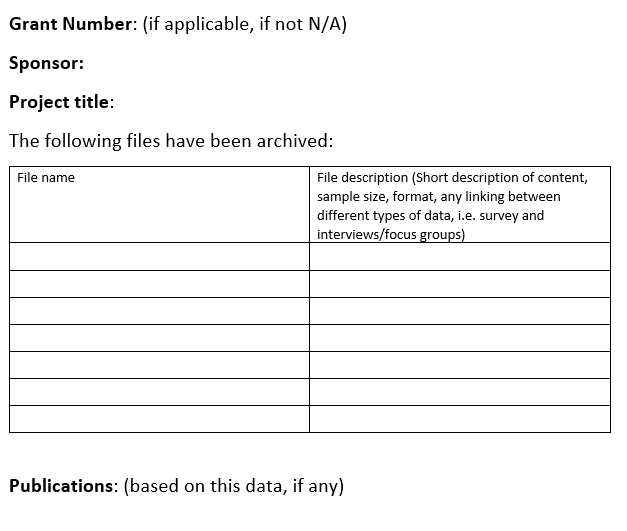 Grant Number: (if applicable, if not N/A)
Sponsor:
Project title:
The following files have been archived:
File name
File description (Short description of content,
sample size, format, any linking between
different types of data, i.e. survey and
interviews/focus groups)
Publications: (based on this data, if any)